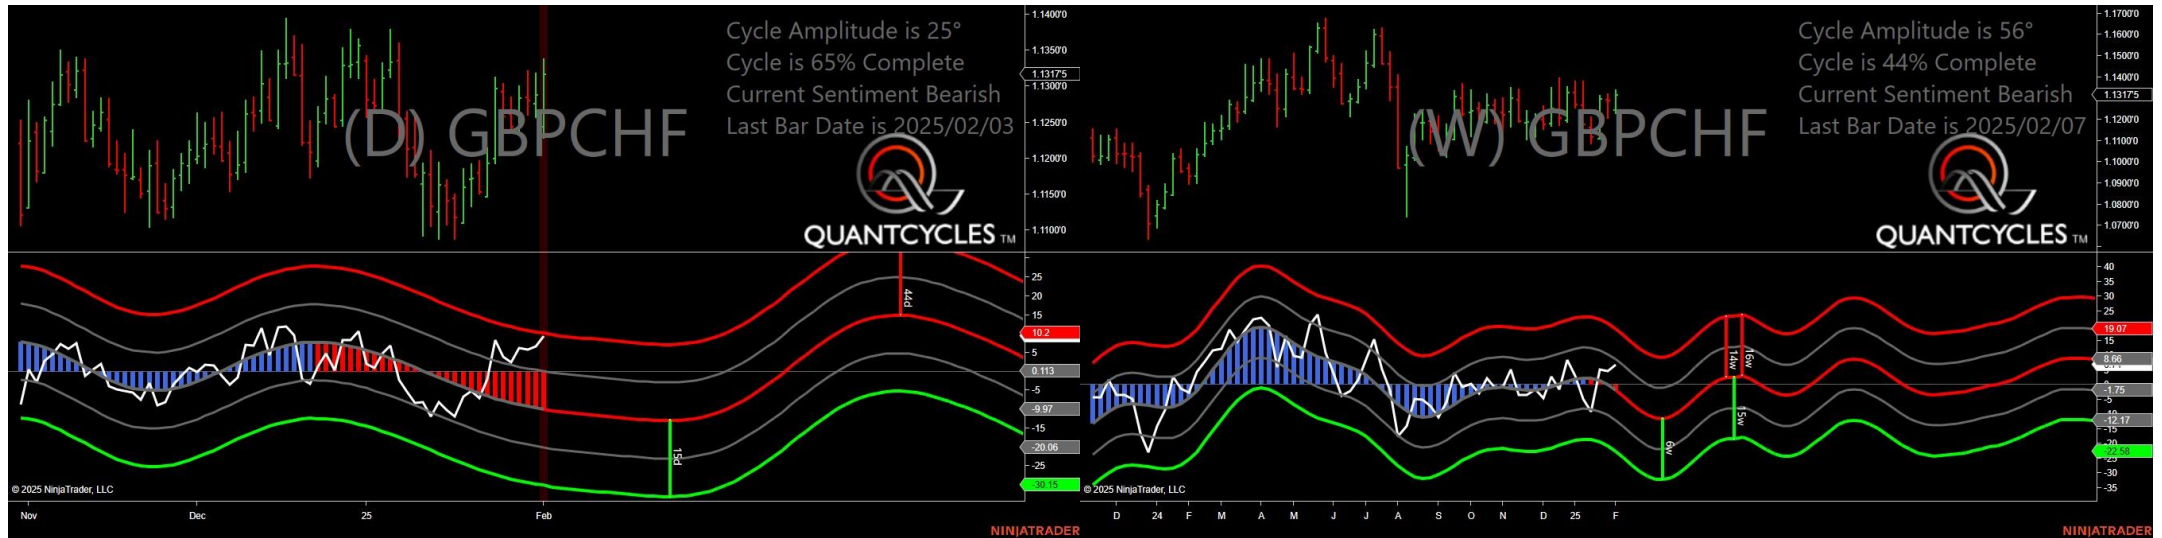 Cycle Amplitude is 25°
Cycle is 65% Complete
Current Sentiment Bearish
Last Bar Date is 2025/02/03
(D) GBPCHF
QUANTCYCLES TM
1.1400'0
1.1350'0
1.1317'5
1.1300'0
1.1250'0
1.1200'0
1.1150'0
1.1100'0
44d
15d
25
20
15
10.2
5
0.113
-5
-9.97
-15
-20.06
-25
-30.15
© 2025 NinjaTrader, LLC
Nov
Dec
25
Feb
NINJATRADER
Cycle Amplitude is 56°
Cycle is 44% Complete
Current Sentiment Bearish
Last Bar Date is 2025/02/07
(W) GBPCHF
QUANTCYCLES TM
1.1700'0
1.1600'0
1.1500'0
1.1400'0
1.1317'5
1.1200'0
1.1100'0
1.1000'0
1.0900'0
1.0800'0
1.0700'0
14w
16w
15w
6w
40
35
30
25
19.07
15
8.66
-1.75
-5
-12.17
-15
-20
-22.58
-25
-30
-35
© 2025 NinjaTrader, LLC
D
24
F
M
A
M
J
J
A
S
O
N
D
25
F
NINJATRADER